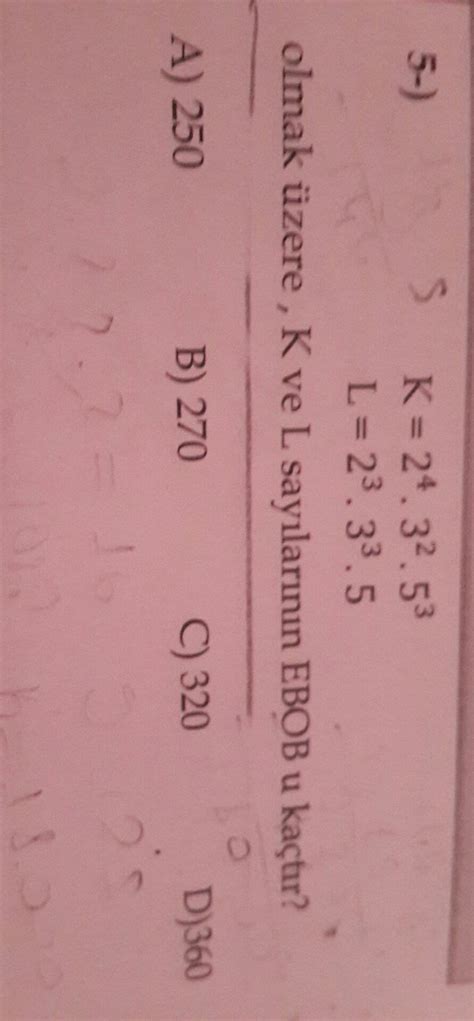 5-) K = 2⁴ . 3² . 5³
L = 2³ . 3³ . 5
olmak üzere , K ve L sayılarının EBOB u kaçtır?
A) 250 B) 270 C) 320 D)360